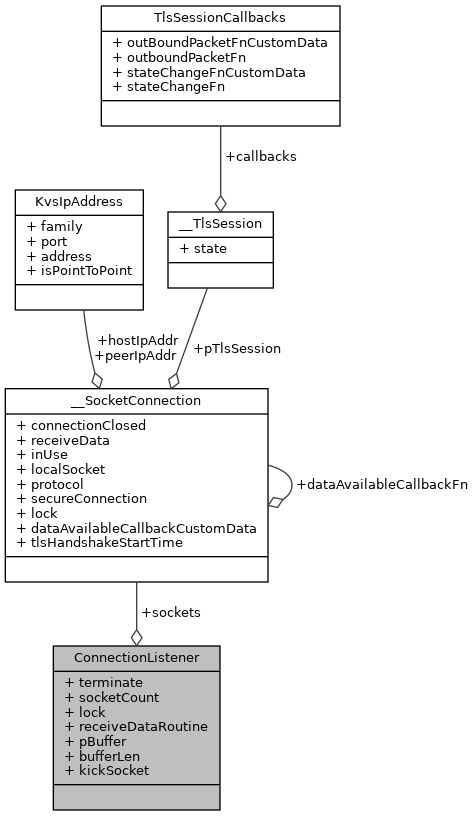 TlsSessionCallbacks
+ outBoundPacketFnCustomData
+ outboundPacketFn
+ stateChangeFnCustomData
+ stateChangeFn
+callbacks
KvsIpAddress
+ family
+ port
+ address
+ isPointToPoint
__TlsSession
+ state
+hostIpAddr
+peerIpAddr
+pTlsSession
__SocketConnection
+ connectionClosed
+ receiveData
+ inUse
+ localSocket
+ protocol
+ secureConnection
+ lock
+ dataAvailableCallbackCustomData
+ tlsHandshakeStartTime
+dataAvailableCallbackFn
+sockets
ConnectionListener
+ terminate
+ socketCount
+ lock
+ receiveDataRoutine
+ pBuffer
+ bufferLen
+ kickSocket